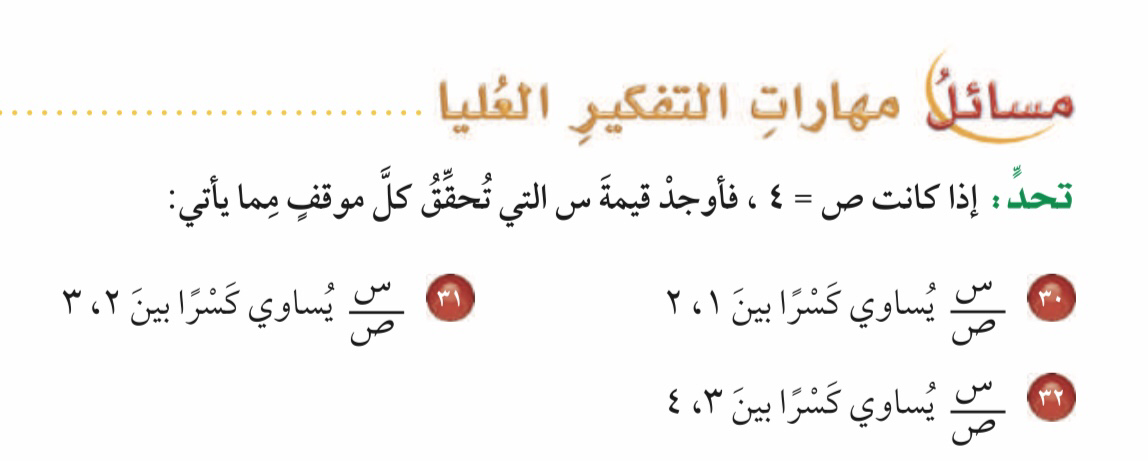 مسائلُ مهاراتِ التفكيرِ العُليا
تحدٍّ: إذا كانت ص = ٤ ، فأوجدْ قيمةَ س التي تُحقِّقُ كلَّ موقفٍ مِما يأتي:
٣٠ س/ص يُساوي كَسْرًا بينَ ١، ٢
٣١ س/ص يُساوي كَسْرًا بينَ ٢، ٣
٣٢ س/ص يُساوي كَسْرًا بينَ ٣، ٤